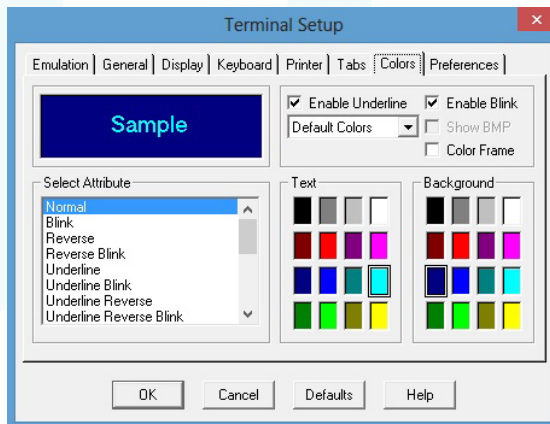 Terminal Setup
Emulation General Display Keyboard Printer Tabs Colors Preferences
Sample
Enable Underline Enable Blink
Default Colors Show BMP
Color Frame
Select Attribute
Normal
Blink
Reverse
Reverse Blink
Underline
Underline Blink
Underline Reverse
Underline Reverse Blink
Text
Background
OK Cancel Defaults Help